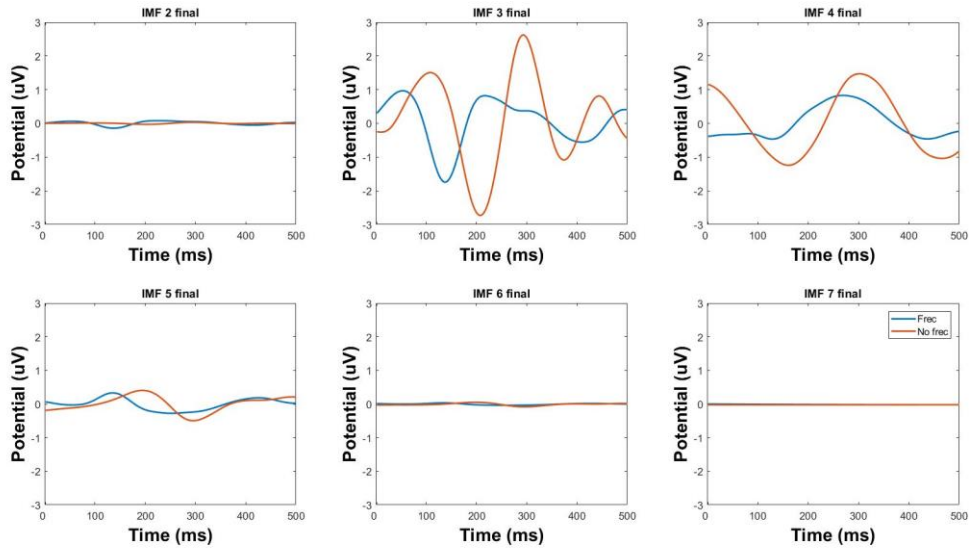 IMF 2 final
3
2
1
0
-1
-2
-3
Potential (uV)
0 100 200 300 400 500
Time (ms)
IMF 3 final
3
2
1
0
-1
-2
-3
Potential (uV)
0 100 200 300 400 500
Time (ms)
IMF 4 final
3
2
1
0
-1
-2
-3
Potential (uV)
0 100 200 300 400 500
Time (ms)
IMF 5 final
3
2
1
0
-1
-2
-3
Potential (uV)
0 100 200 300 400 500
Time (ms)
IMF 6 final
3
2
1
0
-1
-2
-3
Potential (uV)
0 100 200 300 400 500
Time (ms)
IMF 7 final
3
2
1
0
-1
-2
-3
Potential (uV)
Frec
No frec
0 100 200 300 400 500
Time (ms)